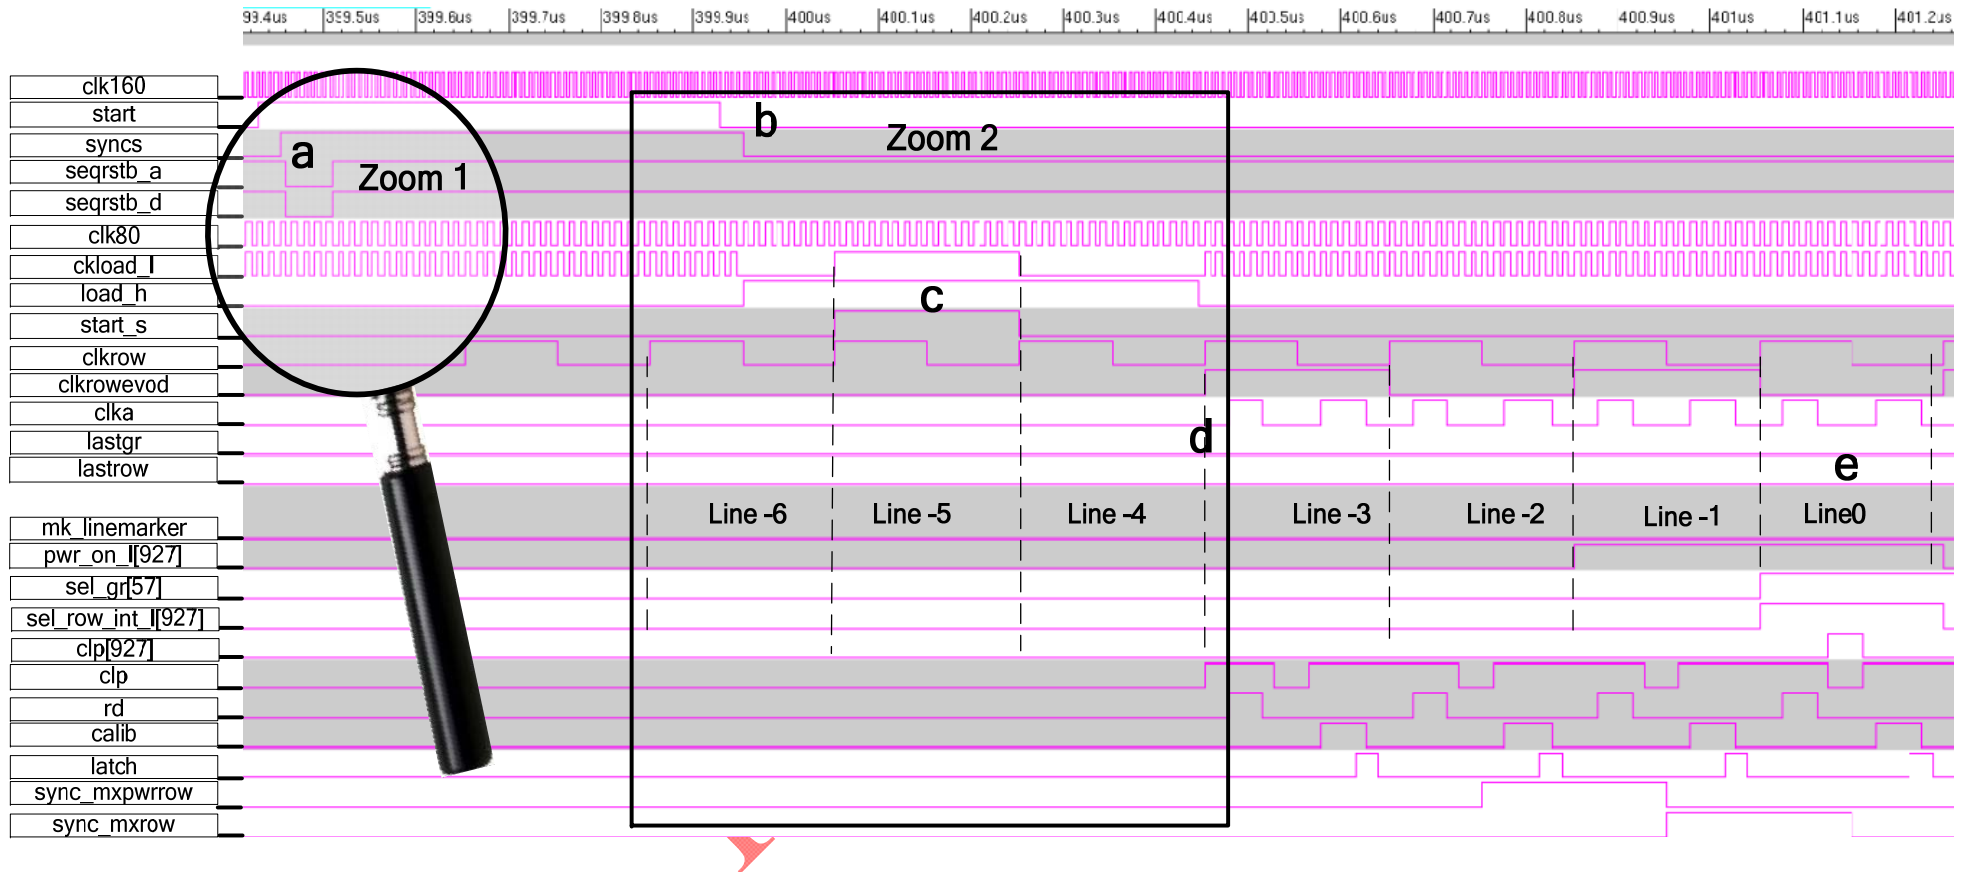 99.4us 399.5us 399.6us 399.7us 399.8us 399.9us 400us 400.1us 400.2us 400.3us 400.4us 400.5us 400.6us 400.7us 400.8us 400.9us 401us 401.1us 401.2us
clk160
start
b
Zoom 2
syncs
a
seqrstb_a
Zoom 1
seqrstb_d
clk80
ckload_l
load_h
c
start_s
clkrow
clkrowevod
clka
d
lastgr
lastrow
e
Line -6 Line -5 Line -4 Line -3 Line -2 Line -1 Line0
mk_linemarker
pwr_on_l[927]
sel_gr[57]
sel_row_int_l[927]
clp[927]
clp
rd
calib
latch
sync_mxpwrrow
sync_mxrow